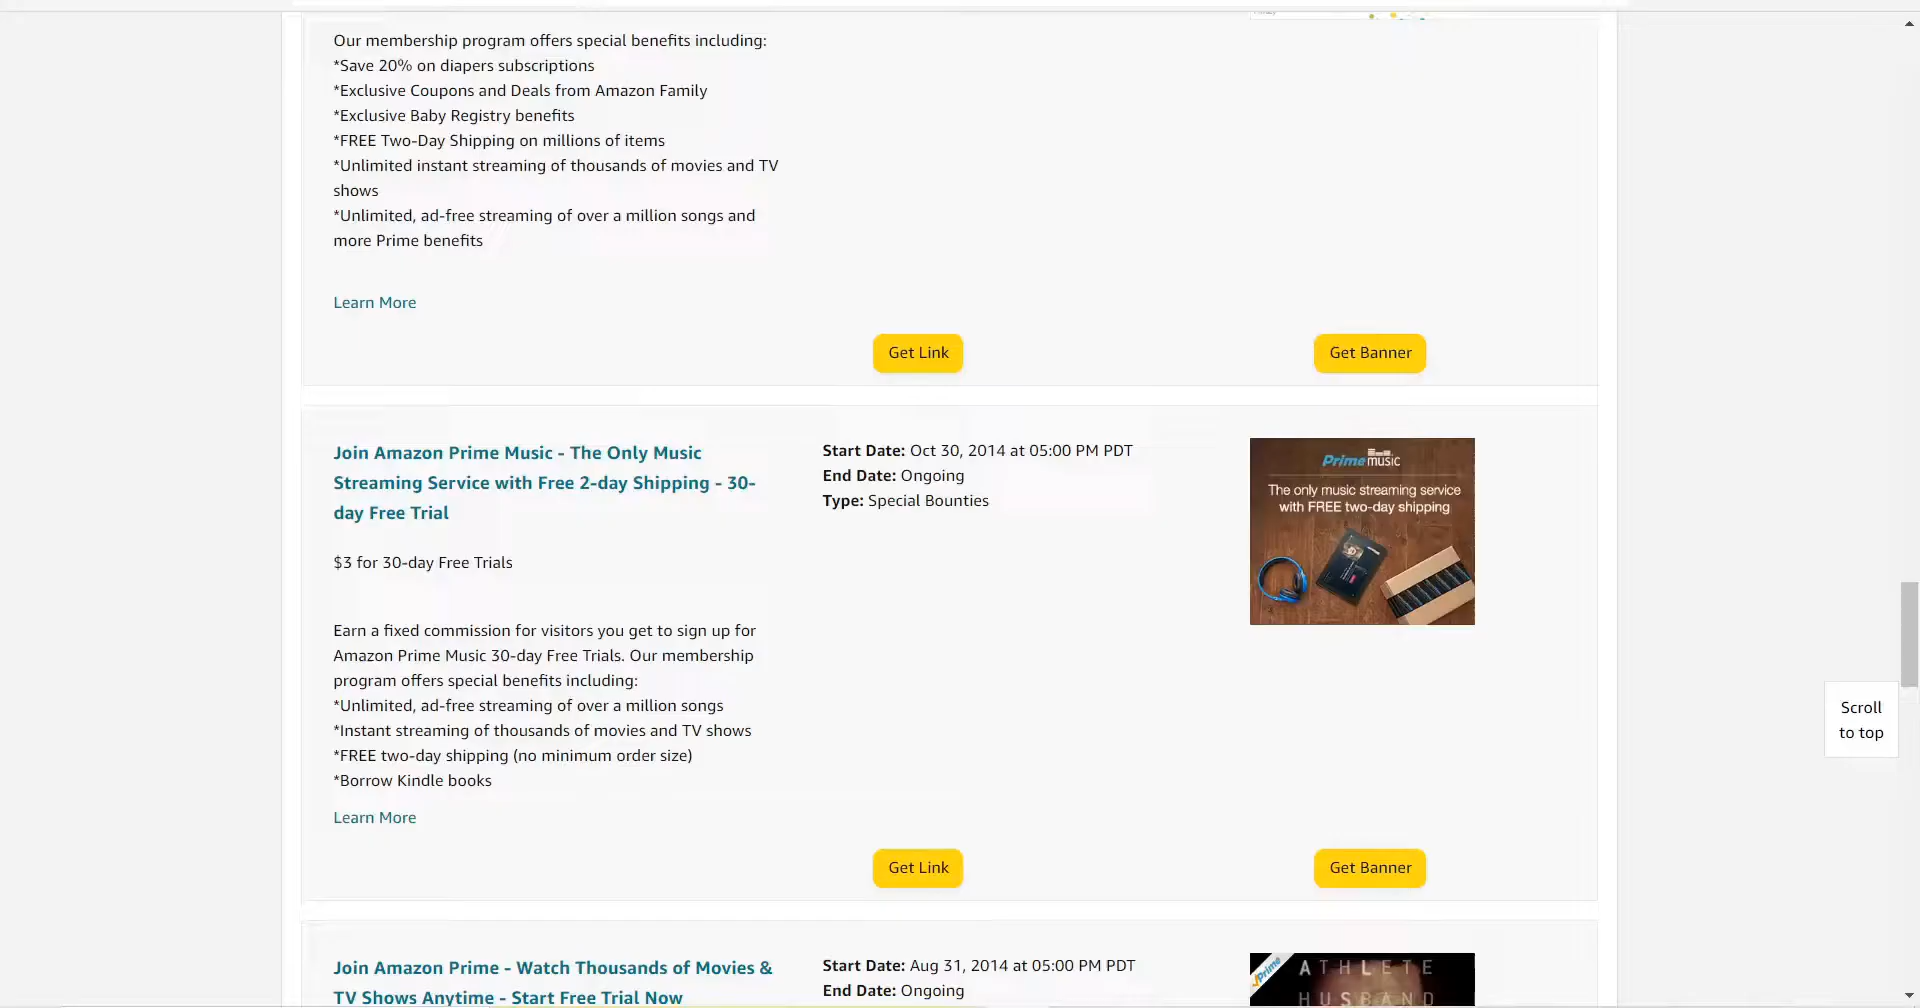 Our membership program offers special benefits including:
*Save 20% on diapers subscriptions
*Exclusive Coupons and Deals from Amazon Family
*Exclusive Baby Registry benefits
*FREE Two-Day Shipping on millions of items
*Unlimited instant streaming of thousands of movies and TV
shows
*Unlimited, ad-free streaming of over a million songs and
more Prime benefits
Learn More
Get Link
Get Banner
Join Amazon Prime Music - The Only Music
Streaming Service with Free 2-day Shipping - 30-
day Free Trial
$3 for 30-day Free Trials
Earn a fixed commission for visitors you get to sign up for
Amazon Prime Music 30-day Free Trials. Our membership
program offers special benefits including:
*Unlimited, ad-free streaming of over a million songs
*Instant streaming of thousands of movies and TV shows
*FREE two-day shipping (no minimum order size)
*Borrow Kindle books
Learn More
Start Date: Oct 30, 2014 at 05:00 PM PDT
End Date: Ongoing
Type: Special Bounties
Prime music
The only music streaming service
with FREE two-day shipping
Get Link
Get Banner
Scroll
to top
Join Amazon Prime - Watch Thousands of Movies &
TV Shows Anytime - Start Free Trial Now
Start Date: Aug 31, 2014 at 05:00 PM PDT
End Date: Ongoing
Prime
ATHLETE
HUSBAND